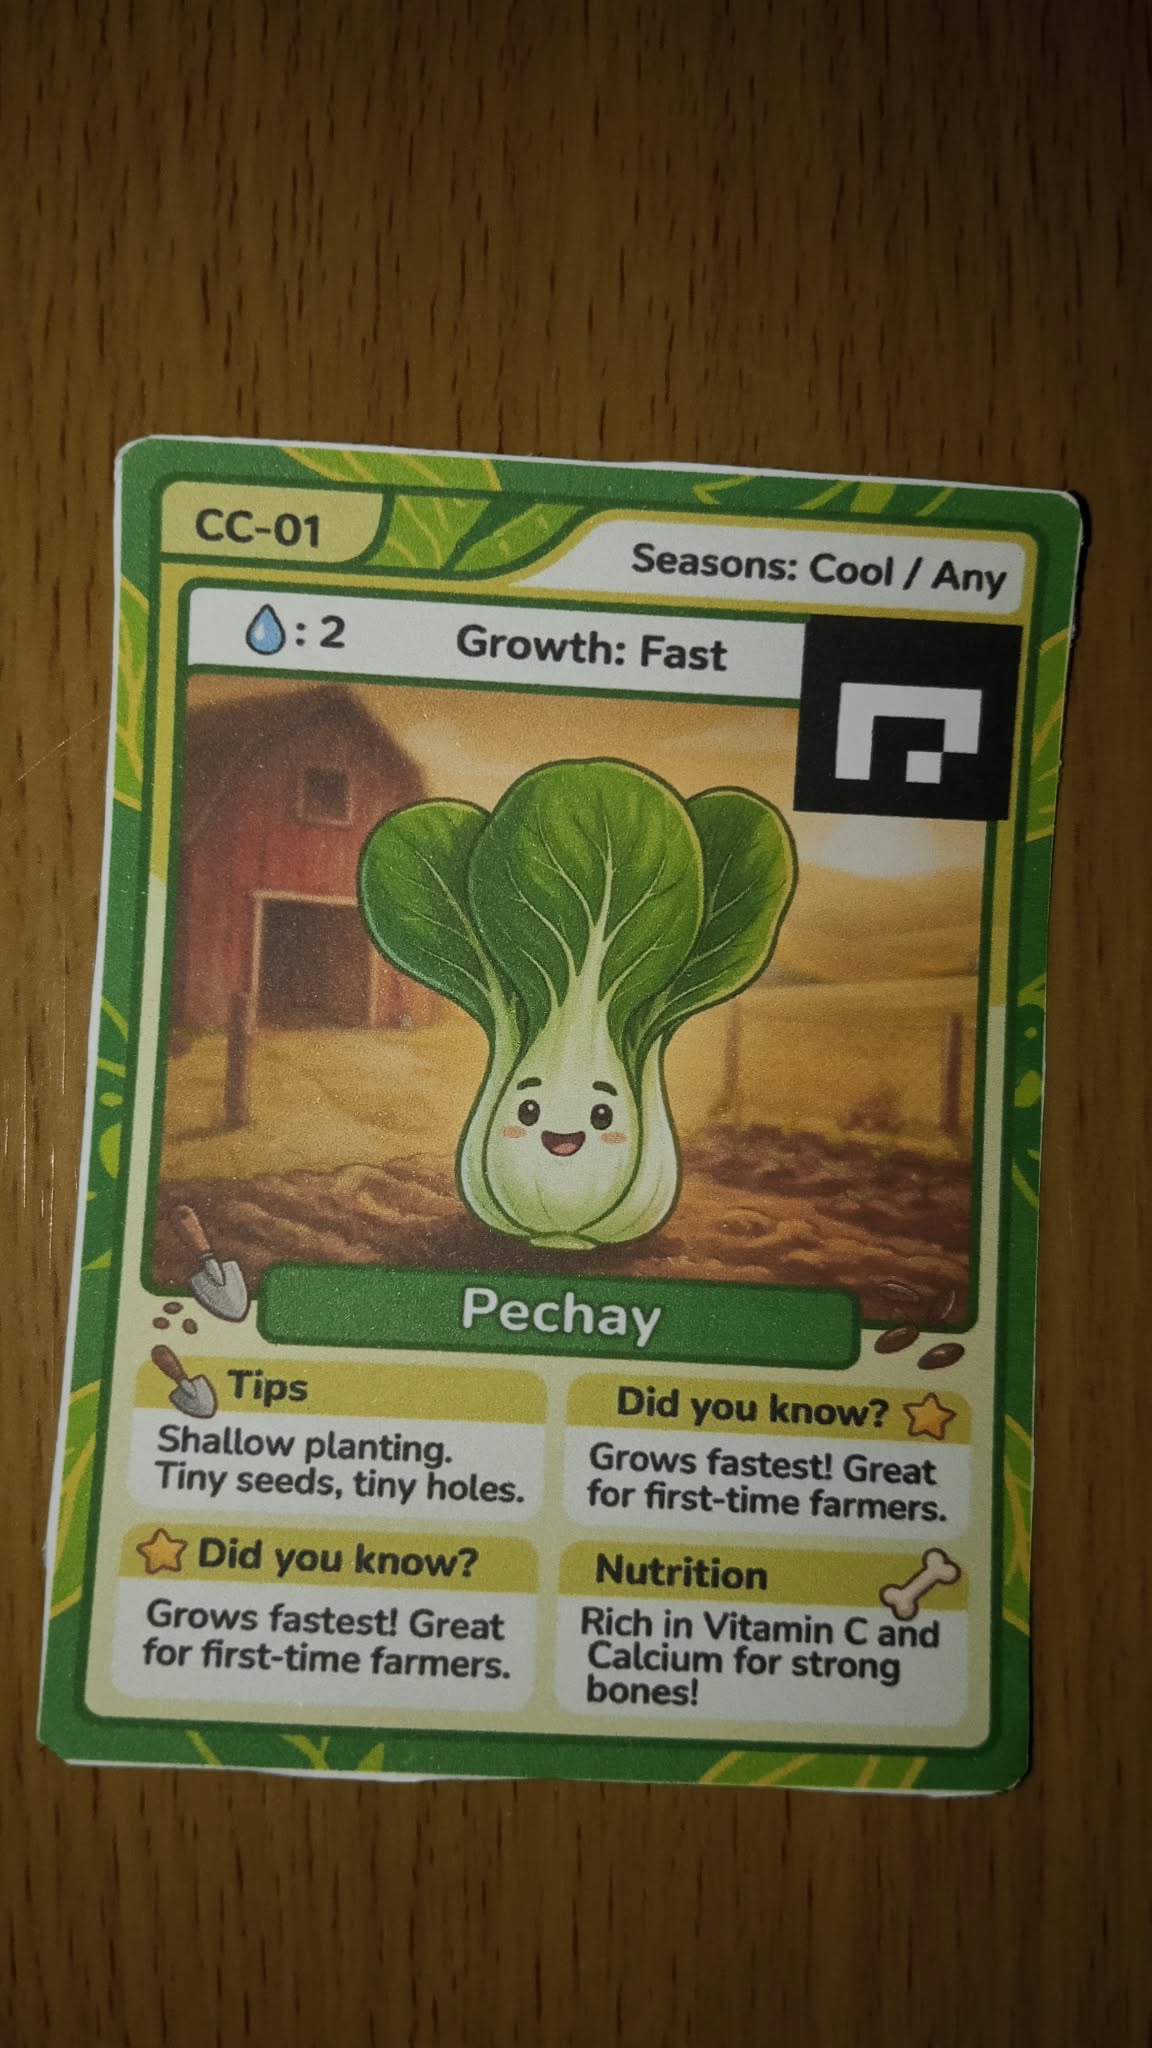 CC-01
Seasons: Cool / Any
: 2
Growth: Fast
Pechay
Tips
Shallow planting.
Tiny seeds, tiny holes.
Did you know?
Grows fastest! Great
for first-time farmers.
Did you know?
Grows fastest! Great
for first-time farmers.
Nutrition
Rich in Vitamin C and
Calcium for strong
bones!